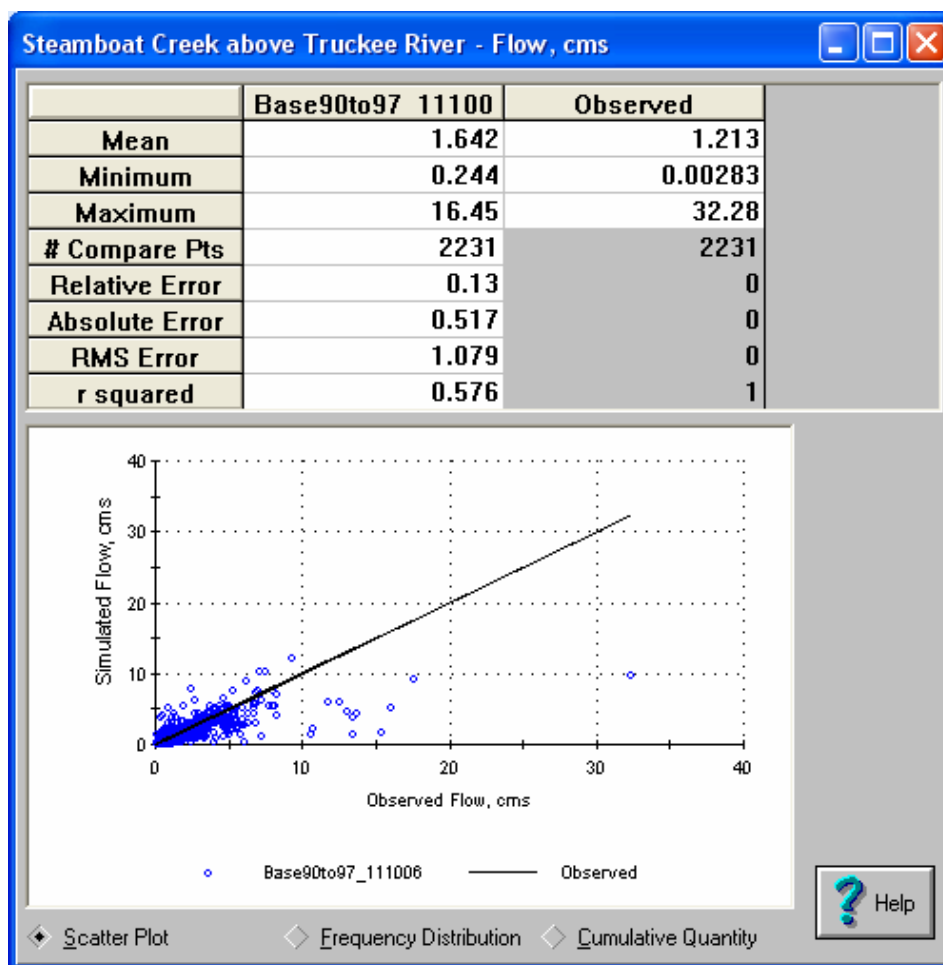 Steamboat Creek above Truckee River - Flow, cms
Base90to97 11100 Observed
Mean 1.642 1.213
Minimum 0.244 0.00283
Maximum 16.45 32.28
# Compare Pts 2231 2231
Relative Error 0.13 0
Absolute Error 0.517 0
RMS Error 1.079 0
r squared 0.576 1
Simulated Flow, cms
40
30
20
10
0
0 10 20 30 40
Observed Flow, cms
Base90to97_111006 Observed
Help
Scatter Plot Frequency Distribution Cumulative Quantity